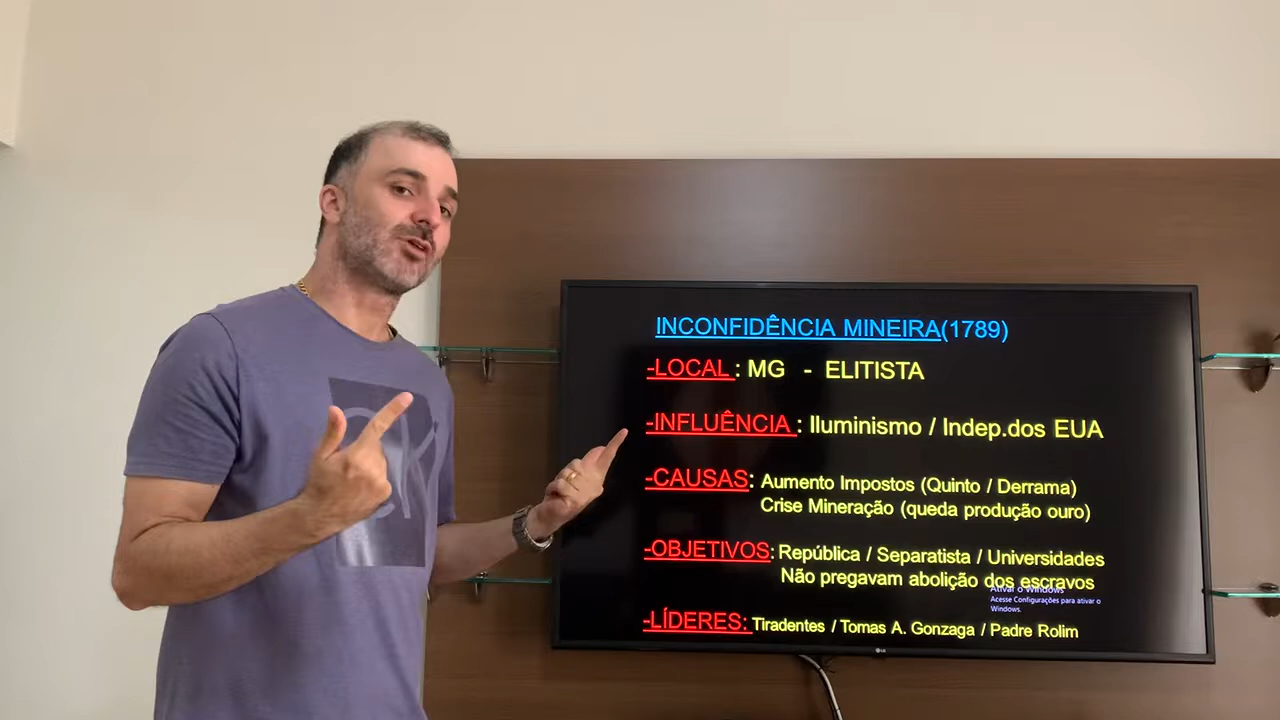 INCONFIDÊNCIA MINEIRA(1789)
-LOCAL : MG - ELITISTA
-INFLUÊNCIA : Iluminismo / Indep.dos EUA
-CAUSAS: Aumento Impostos (Quinto / Derrama)
Crise Mineração (queda produção ouro)
-OBJETIVOS: República / Separatista / Universidades
Não pregavam abolição dos escravos
Ativar o Windows
Acesse Configurações para ativar o
Windows.
-LÍDERES: Tiradentes / Tomas A. Gonzaga / Padre Rolim
LG